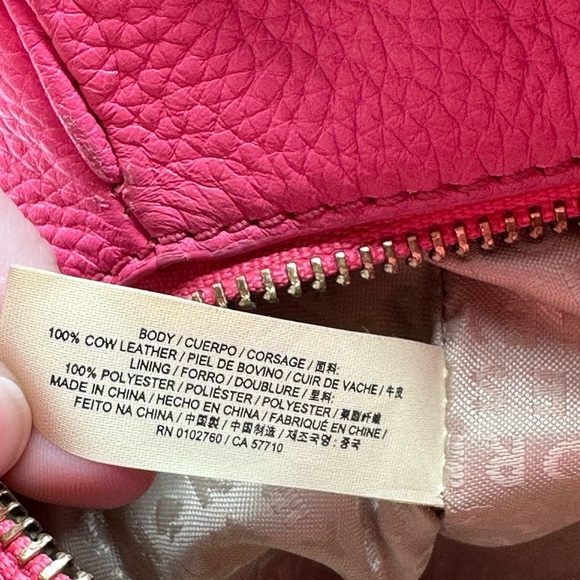 BODY / CUERPO / CORSAGE / 面料:
100% COW LEATHER / PIEL DE BOVINO / CUIR DE VACHE / 牛皮
LINING / FORRO / DOUBLURE / 里料:
100% POLYESTER / POLIÉSTER / POLYESTER / 聚酯纤维
MADE IN CHINA / HECHO EN CHINA / FABRIQUÉ EN CHINE /
FEITO NA CHINA / 中国製 / 中国制造 / 제조국명: 중국
RN 0102760 / CA 57710